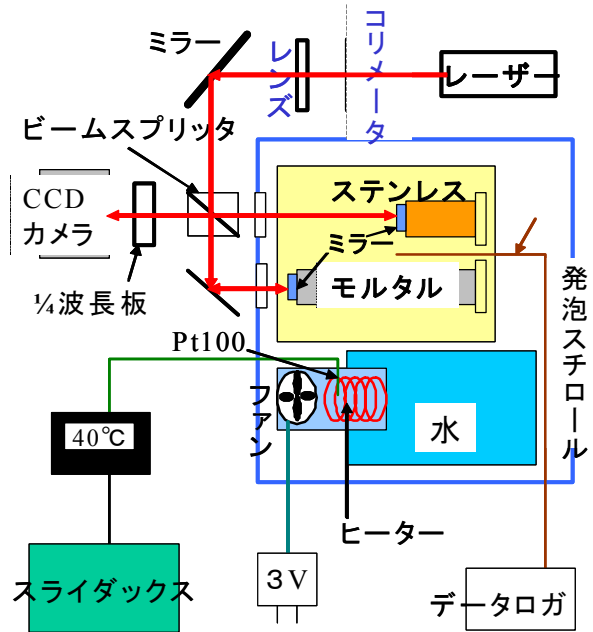 ミラー
レンズ
コリメータ
レーザー
ビームスプリッタ
CCD
カメラ
¼波長板
ステンレス
ミラー
モルタル
発泡スチロール
Pt100
ファン
水
40℃
ヒーター
スライダックス
３V
データロガ